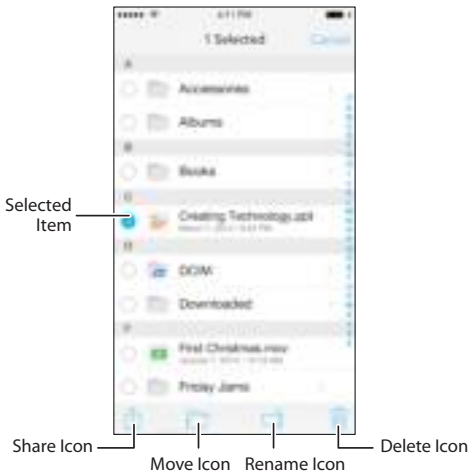 1 Selected
Cancel
A
Accessories
Albums
B
Books
C
Selected
Item
Creating Technology.ppt
D
DCIM
Downloaded
F
First Christmas.mov
Friday Jams
Share Icon
Move Icon
Rename Icon
Delete Icon